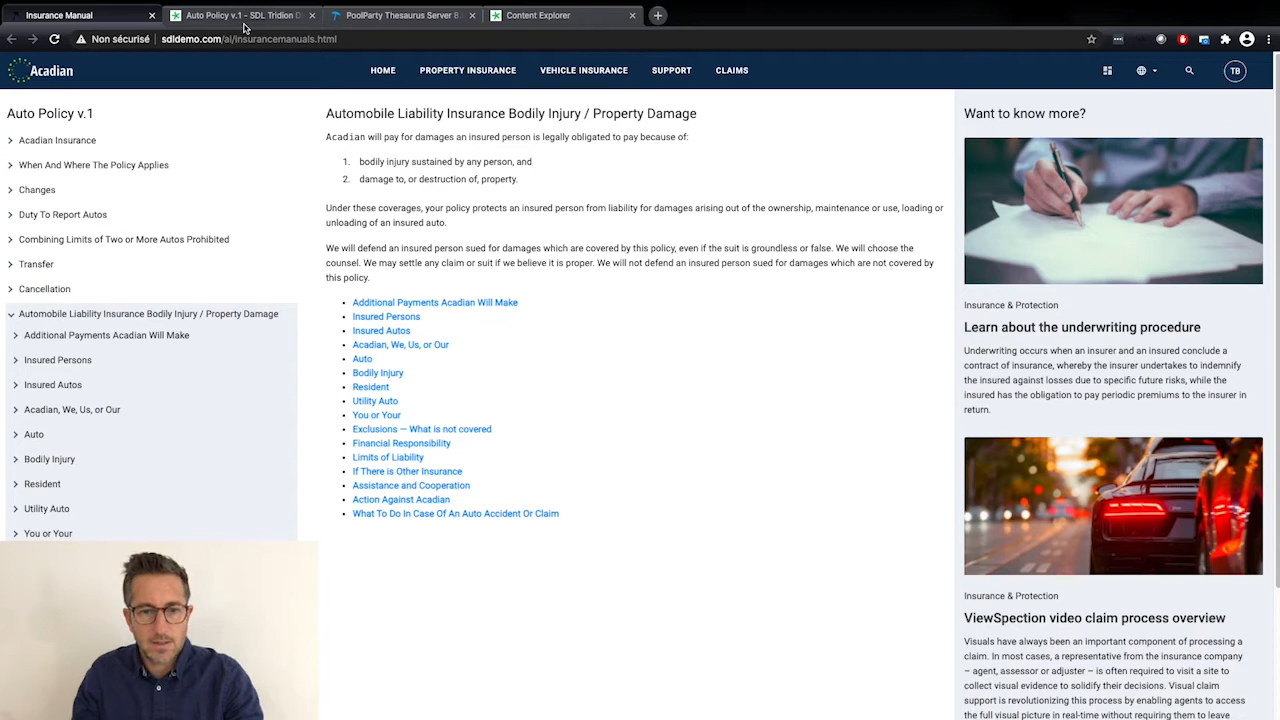 Insurance Manual
Auto Policy v.1 - SDL Tridion D
PoolParty Thesaurus Server 8.
Content Explorer
Non sécurisé
sdldemo.com/al/insurancemanuals.html
Acadian
HOME
PROPERTY INSURANCE
VEHICLE INSURANCE
SUPPORT
CLAIMS
TB
Auto Policy v.1
Acadian Insurance
When And Where The Policy Applies
Changes
Duty To Report Autos
Combining Limits of Two or More Autos Prohibited
Transfer
Cancellation
Automobile Liability Insurance Bodily Injury / Property Damage
Additional Payments Acadian Will Make
Insured Persons
Insured Autos
Acadian, We, Us, or Our
Auto
Bodily Injury
Resident
Utility Auto
You or Your
Automobile Liability Insurance Bodily Injury / Property Damage
Acadian will pay for damages an insured person is legally obligated to pay because of:
1. bodily injury sustained by any person, and
2. damage to, or destruction of, property.
Under these coverages, your policy protects an insured person from liability for damages arising out of the ownership, maintenance or use, loading or
unloading of an insured auto.
We will defend an insured person sued for damages which are covered by this policy, even if the suit is groundless or false. We will choose the
counsel. We may settle any claim or suit if we believe it is proper. We will not defend an insured person sued for damages which are not covered by
this policy.
• Additional Payments Acadian Will Make
• Insured Persons
• Insured Autos
• Acadian, We, Us, or Our
• Auto
• Bodily Injury
• Resident
• Utility Auto
• You or Your
• Exclusions — What is not covered
• Financial Responsibility
• Limits of Liability
• If There is Other Insurance
• Assistance and Cooperation
• Action Against Acadian
• What To Do In Case Of An Auto Accident Or Claim
Want to know more?
Insurance & Protection
Learn about the underwriting procedure
Underwriting occurs when an insurer and an insured conclude a
contract of insurance, whereby the insurer undertakes to indemnify
the insured against losses due to specific future risks, while the
insured has the obligation to pay periodic premiums to the insurer in
return.
Insurance & Protection
ViewSpection video claim process overview
Visuals have always been an important component of processing a
claim. In most cases, a representative from the insurance company
– agent, assessor or adjuster – is often required to visit a site to
collect visual evidence to solidify their decisions. Visual claim
support is revolutionizing this process by enabling agents to access
the full visual picture in real-time without requiring them to leave